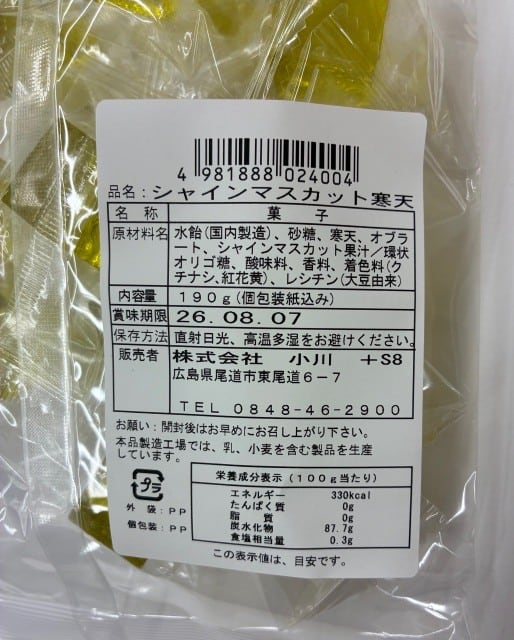 4 981888 024004
品名：シャインマスカット寒天
名 称 菓 子
原材料名 水飴(国内製造)、砂糖、寒天、オブラ
ート、シャインマスカット果汁／環状
オリゴ糖、酸味料、香料、着色料(ク
チナシ,紅花黄)、レシチン(大豆由来)
内容量 １９０ｇ(個包装紙込み)
賞味期限 26.08.07
保存方法 直射日光、高温多湿をお避けください。
販売者 株式会社 小川 ＋S8
広島県尾道市東尾道６－７
ＴＥＬ 0848-46-2900
お願い：開封後はお早めにお召し上がり下さい。
本品製造工場では、乳、小麦を含む製品を生産
しています。
プラ
外 袋：ＰＰ
個包装：ＰＰ
栄養成分表示（１００ｇ当たり）
エネルギー 330kcal
たんぱく質 0g
脂 質 0g
炭水化物 87.7g
食塩相当量 0.3g
この表示値は、目安です。